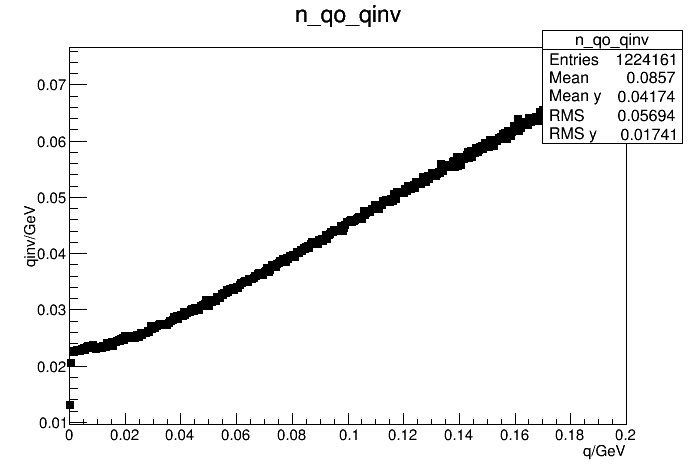 n_qo_qinv
n_qo_qinv
Entries 1224161
Mean 0.0857
Mean y 0.04174
RMS 0.05694
RMS y 0.01741
0.07
0.06
0.05
0.04
0.03
0.02
0.01
qinv/GeV
0 0.02 0.04 0.06 0.08 0.1 0.12 0.14 0.16 0.18 0.2
q/GeV